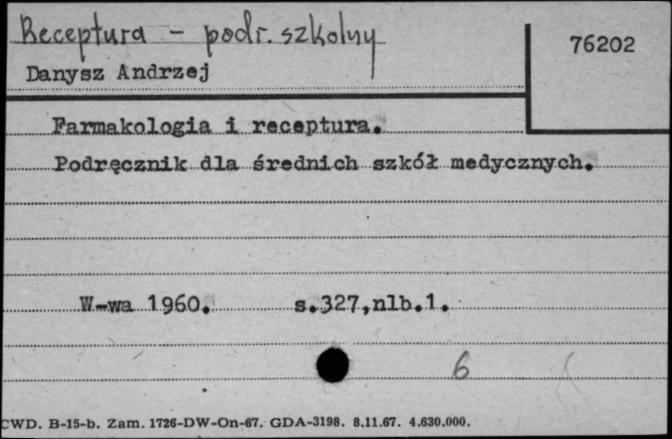 Receptura - podr. szkolny
76202
Danysz Andrzej
Farmakologia i receptura.
Podręcznik dla średnich szkół medycznych.
W-wa 1960. s.327,nlb.1.
6
CWD. B-15-b. Zam. 1726-DW-On-67. GDA-3198. 8.11.67. 4.630.000.